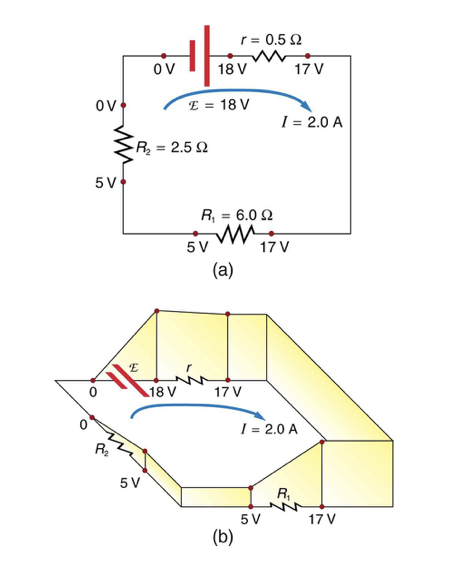 r = 0.5 Ω
0 V 18 V 17 V
ℰ = 18 V
I = 2.0 A
0 V
R₂ = 2.5 Ω
5 V
R₁ = 6.0 Ω
5 V 17 V
(a)
ℰ r
0 18 V 17 V
0
I = 2.0 A
R₂
5 V
R₁
5 V 17 V
(b)